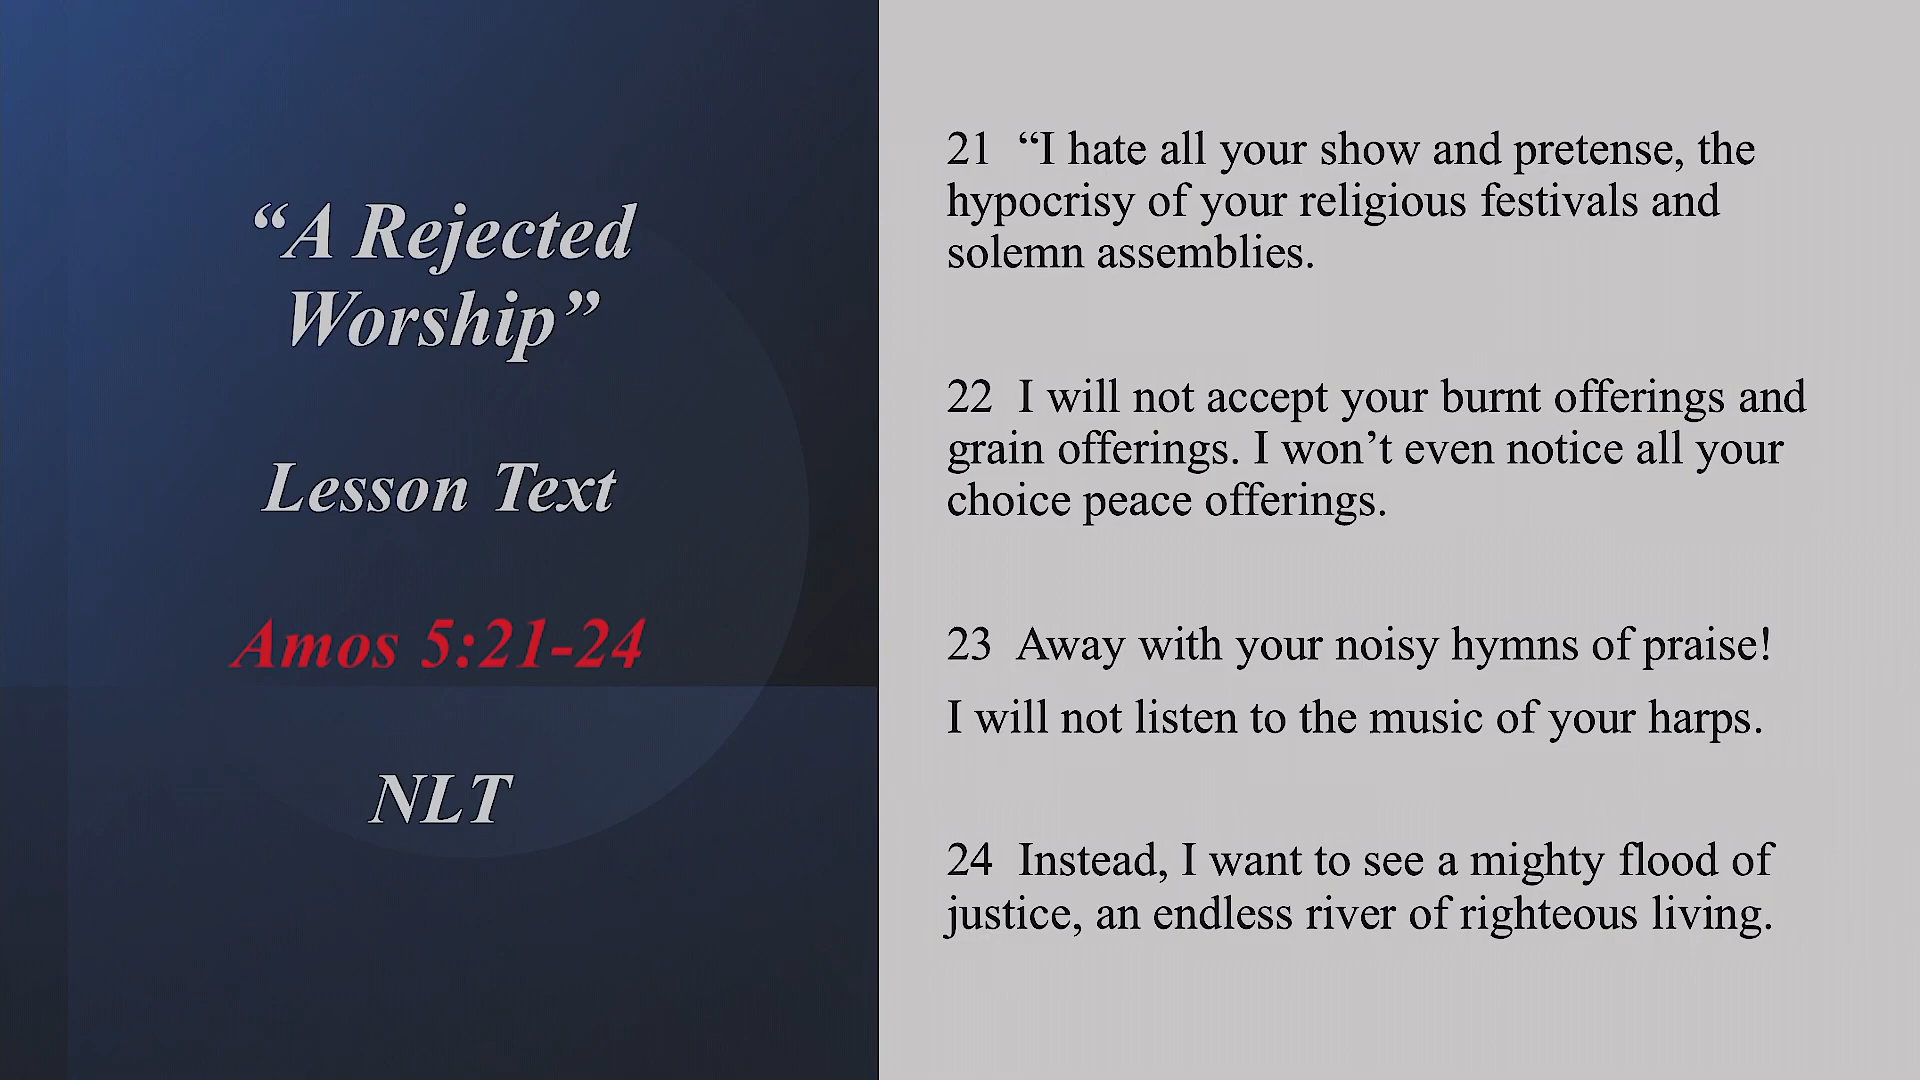 “A Rejected
Worship”
Lesson Text
Amos 5:21-24
NLT
21 “I hate all your show and pretense, the
hypocrisy of your religious festivals and
solemn assemblies.
22 I will not accept your burnt offerings and
grain offerings. I won’t even notice all your
choice peace offerings.
23 Away with your noisy hymns of praise!
I will not listen to the music of your harps.
24 Instead, I want to see a mighty flood of
justice, an endless river of righteous living.